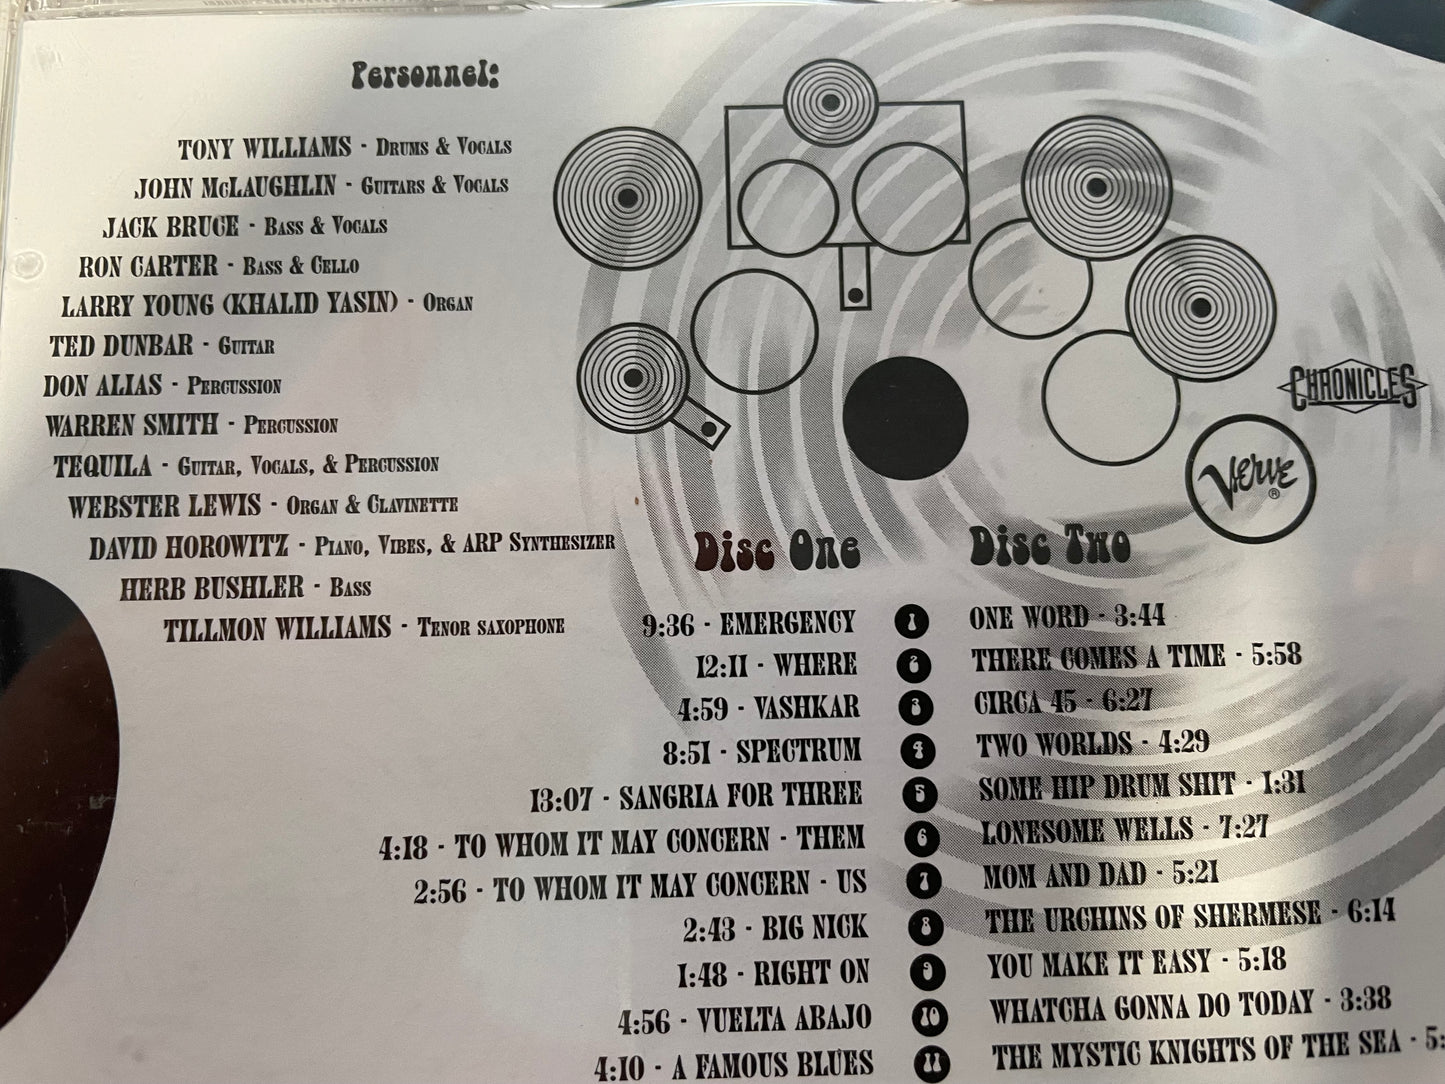 Personnel:
TONY WILLIAMS - DRUMS & VOCALS
JOHN McLAUGHLIN - GUITARS & VOCALS
JACK BRUCE - BASS & VOCALS
RON CARTER - BASS & CELLO
LARRY YOUNG (KHALID YASIN) - ORGAN
TED DUNBAR - GUITAR
DON ALIAS - PERCUSSION
WARREN SMITH - PERCUSSION
TEQUILA - GUITAR, VOCALS, & PERCUSSION
WEBSTER LEWIS - ORGAN & CLAVINETTE
DAVID HOROWITZ - PIANO, VIBES, & ARP SYNTHESIZER
HERB BUSHLER - BASS
TILLMON WILLIAMS - TENOR SAXOPHONE
CHRONICLES
Verve®
Disc One
9:36 - EMERGENCY 1
12:11 - WHERE 2
4:59 - VASHKAR 3
8:51 - SPECTRUM 4
13:07 - SANGRIA FOR THREE 5
4:18 - TO WHOM IT MAY CONCERN - THEM 6
2:56 - TO WHOM IT MAY CONCERN - US 7
2:43 - BIG NICK 8
1:48 - RIGHT ON 9
4:56 - VUELTA ABAJO 10
4:10 - A FAMOUS BLUES 11
Disc Two
ONE WORD - 3:44
THERE COMES A TIME - 5:58
CIRCA 45 - 6:27
TWO WORLDS - 4:29
SOME HIP DRUM SHIT - 1:31
LONESOME WELLS - 7:27
MOM AND DAD - 5:21
THE URCHINS OF SHERMESE - 6:14
YOU MAKE IT EASY - 5:18
WHATCHA GONNA DO TODAY - 3:38
THE MYSTIC KNIGHTS OF THE SEA - 5: